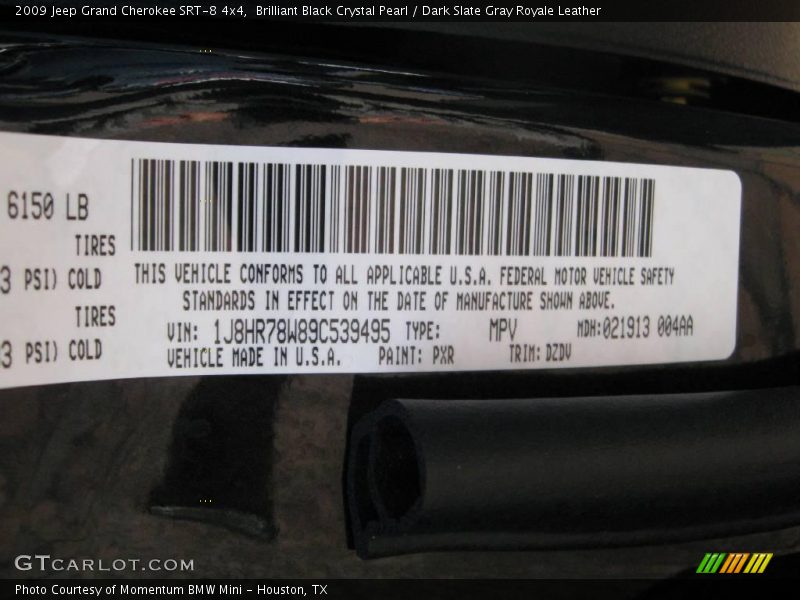 2009 Jeep Grand Cherokee SRT-8 4x4,  Brilliant Black Crystal Pearl / Dark Slate Gray Royale Leather
6150 LB
TIRES
3 PSI) COLD
TIRES
3 PSI) COLD
THIS VEHICLE CONFORMS TO ALL APPLICABLE U.S.A. FEDERAL MOTOR VEHICLE SAFETY
STANDARDS IN EFFECT ON THE DATE OF MANUFACTURE SHOWN ABOVE.
VIN: 1J8HR78W89C539495 TYPE: MPV MDH:021913 004AA
VEHICLE MADE IN U.S.A. PAINT: PXR TRIM: DZDV
GTCARLOT.COM
Photo Courtesy of Momentum BMW Mini - Houston, TX